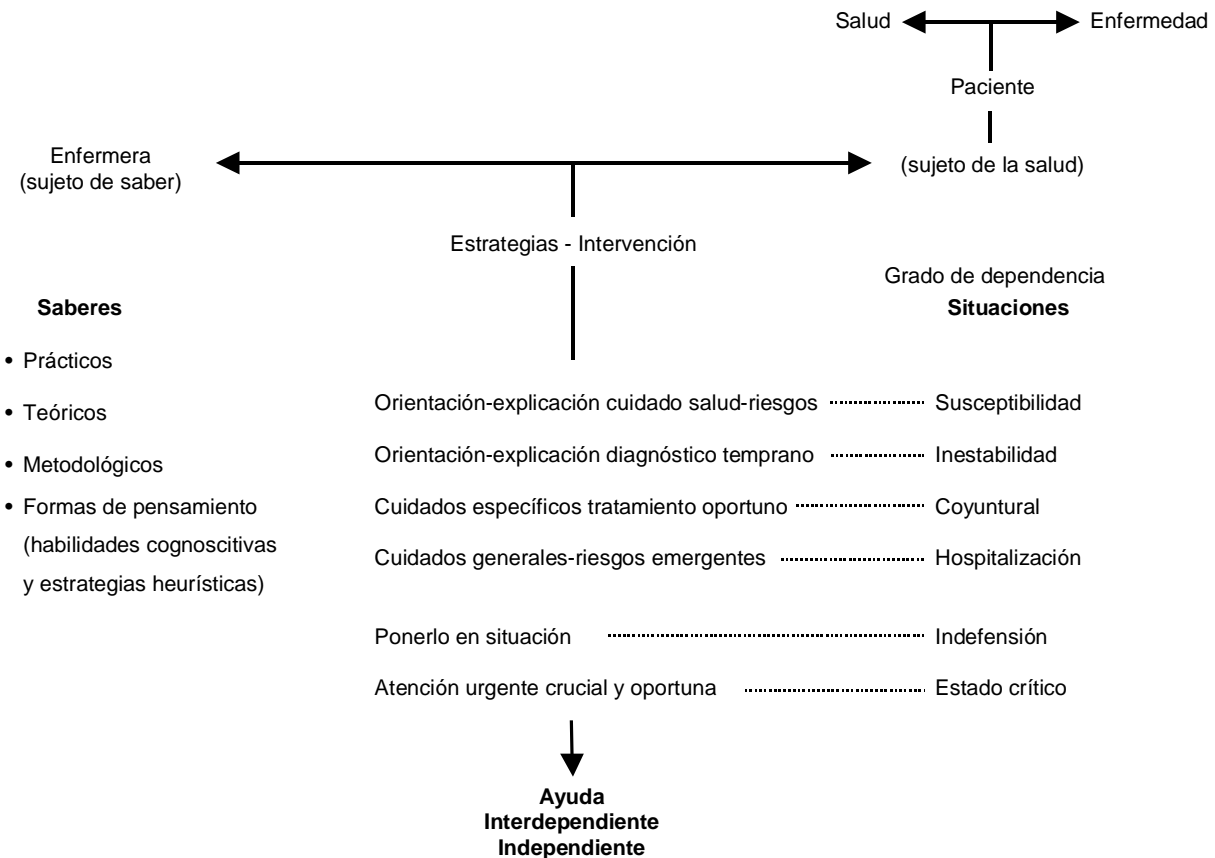 Salud Enfermedad
Paciente
Enfermera
(sujeto de saber)
(sujeto de la salud)
Estrategias - Intervención
Grado de dependencia
Situaciones
Saberes
• Prácticos
• Teóricos
• Metodológicos
• Formas de pensamiento
(habilidades cognoscitivas
y estrategias heurísticas)
Orientación-explicación cuidado salud-riesgos Susceptibilidad
Orientación-explicación diagnóstico temprano Inestabilidad
Cuidados específicos tratamiento oportuno Coyuntural
Cuidados generales-riesgos emergentes Hospitalización
Ponerlo en situación Indefensión
Atención urgente crucial y oportuna Estado crítico
Ayuda
Interdependiente
Independiente